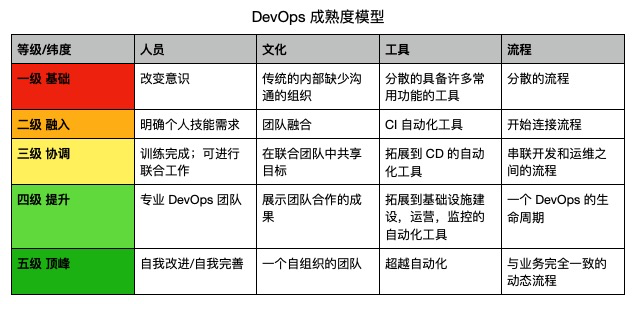 DevOps 成熟度模型
等级/纬度 人员 文化 工具 流程
一级 基础 改变意识 传统的内部缺少沟 分散的具备许多常 分散的流程
通的组织 用功能的工具
二级 融入 明确个人技能需求 团队融合 CI 自动化工具 开始连接流程
三级 协调 训练完成；可进行 在联合团队中共享 拓展到 CD 的自动 串联开发和运维之
联合工作 目标 化工具 间的流程
四级 提升 专业 DevOps 团队 展示团队合作的成 拓展到基础设施建 一个 DevOps 的生
果 设，运营，监控的 命周期
自动化工具
五级 顶峰 自我改进/自我完善 一个自组织的团队 超越自动化 与业务完全一致的
动态流程